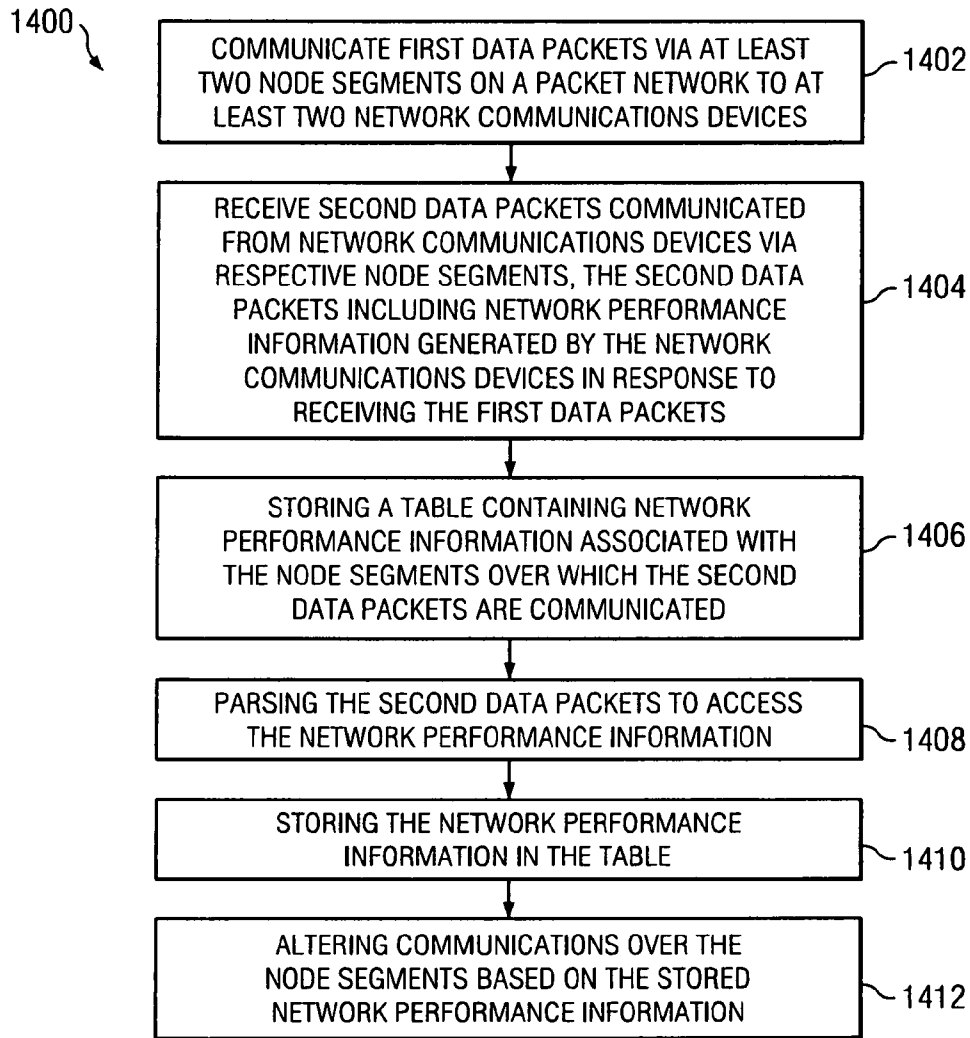 1400
COMMUNICATE FIRST DATA PACKETS VIA AT LEAST
TWO NODE SEGMENTS ON A PACKET NETWORK TO AT
LEAST TWO NETWORK COMMUNICATIONS DEVICES
1402
RECEIVE SECOND DATA PACKETS COMMUNICATED
FROM NETWORK COMMUNICATIONS DEVICES VIA
RESPECTIVE NODE SEGMENTS, THE SECOND DATA
PACKETS INCLUDING NETWORK PERFORMANCE
INFORMATION GENERATED BY THE NETWORK
COMMUNICATIONS DEVICES IN RESPONSE TO
RECEIVING THE FIRST DATA PACKETS
1404
STORING A TABLE CONTAINING NETWORK
PERFORMANCE INFORMATION ASSOCIATED WITH
THE NODE SEGMENTS OVER WHICH THE SECOND
DATA PACKETS ARE COMMUNICATED
1406
PARSING THE SECOND DATA PACKETS TO ACCESS
THE NETWORK PERFORMANCE INFORMATION
1408
STORING THE NETWORK PERFORMANCE
INFORMATION IN THE TABLE
1410
ALTERING COMMUNICATIONS OVER THE
NODE SEGMENTS BASED ON THE STORED
NETWORK PERFORMANCE INFORMATION
1412